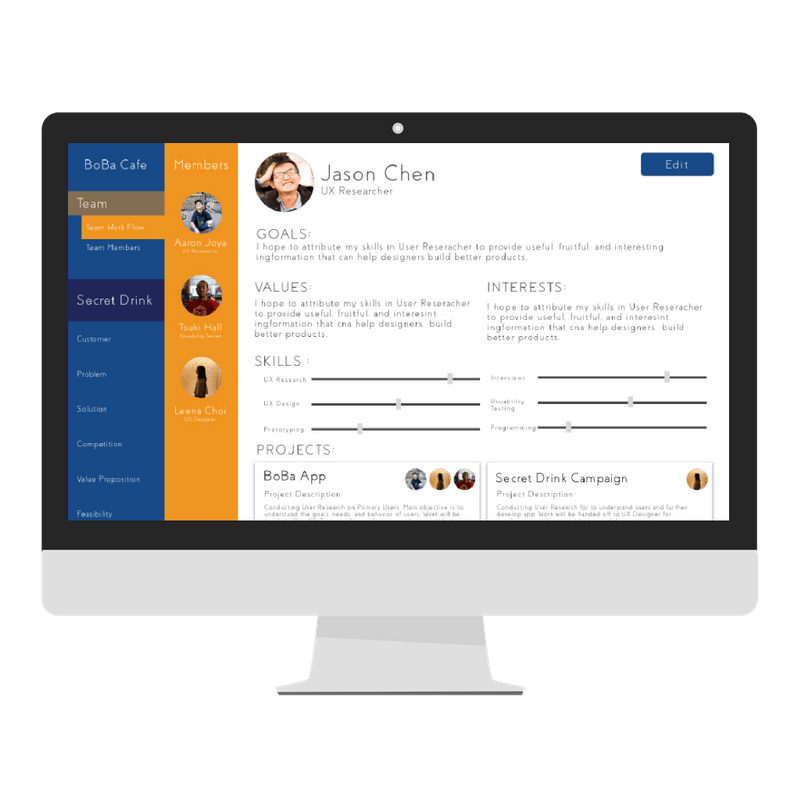 BoBa Cafe
Team
Team Work Flow
Team Members
Secret Drink
Customer
Problem
Solution
Competition
Value Proposition
Feasibility
Members
Aaron Joya
UX Researcher
Tsuki Hall
Usuability Tester
Leena Choi
UX Designer
Jason Chen
UX Researcher
Edit
GOALS:
I hope to attribute my skills in User Reseracher to provide useful, fruitful, and interesting
ingformation that can help designers build better products.
VALUES:
I hope to attribute my skills in User Reseracher
to provide useful, fruitful, and interesint
ingformation that cna help designers build
better products.
INTERESTS:
I hope to attribute my skills in User Reseracher
to provide useful, fruitful, and interesint
ingformation that cna help designers build
better products.
SKILLS :
UX Research
UX Design
Prototyping
Interviews
Usuability
Testing
Programming
PROJECTS:
BoBa App
Project Description:
Conducting User Research on Primary Users. Main objective is to
understand the goals, needs, and behavior of users. Work will be
Secret Drink Campaign
Project Description:
Conducting User Research for to understand users and further
develop app. Work will be handed off to UX Designer for